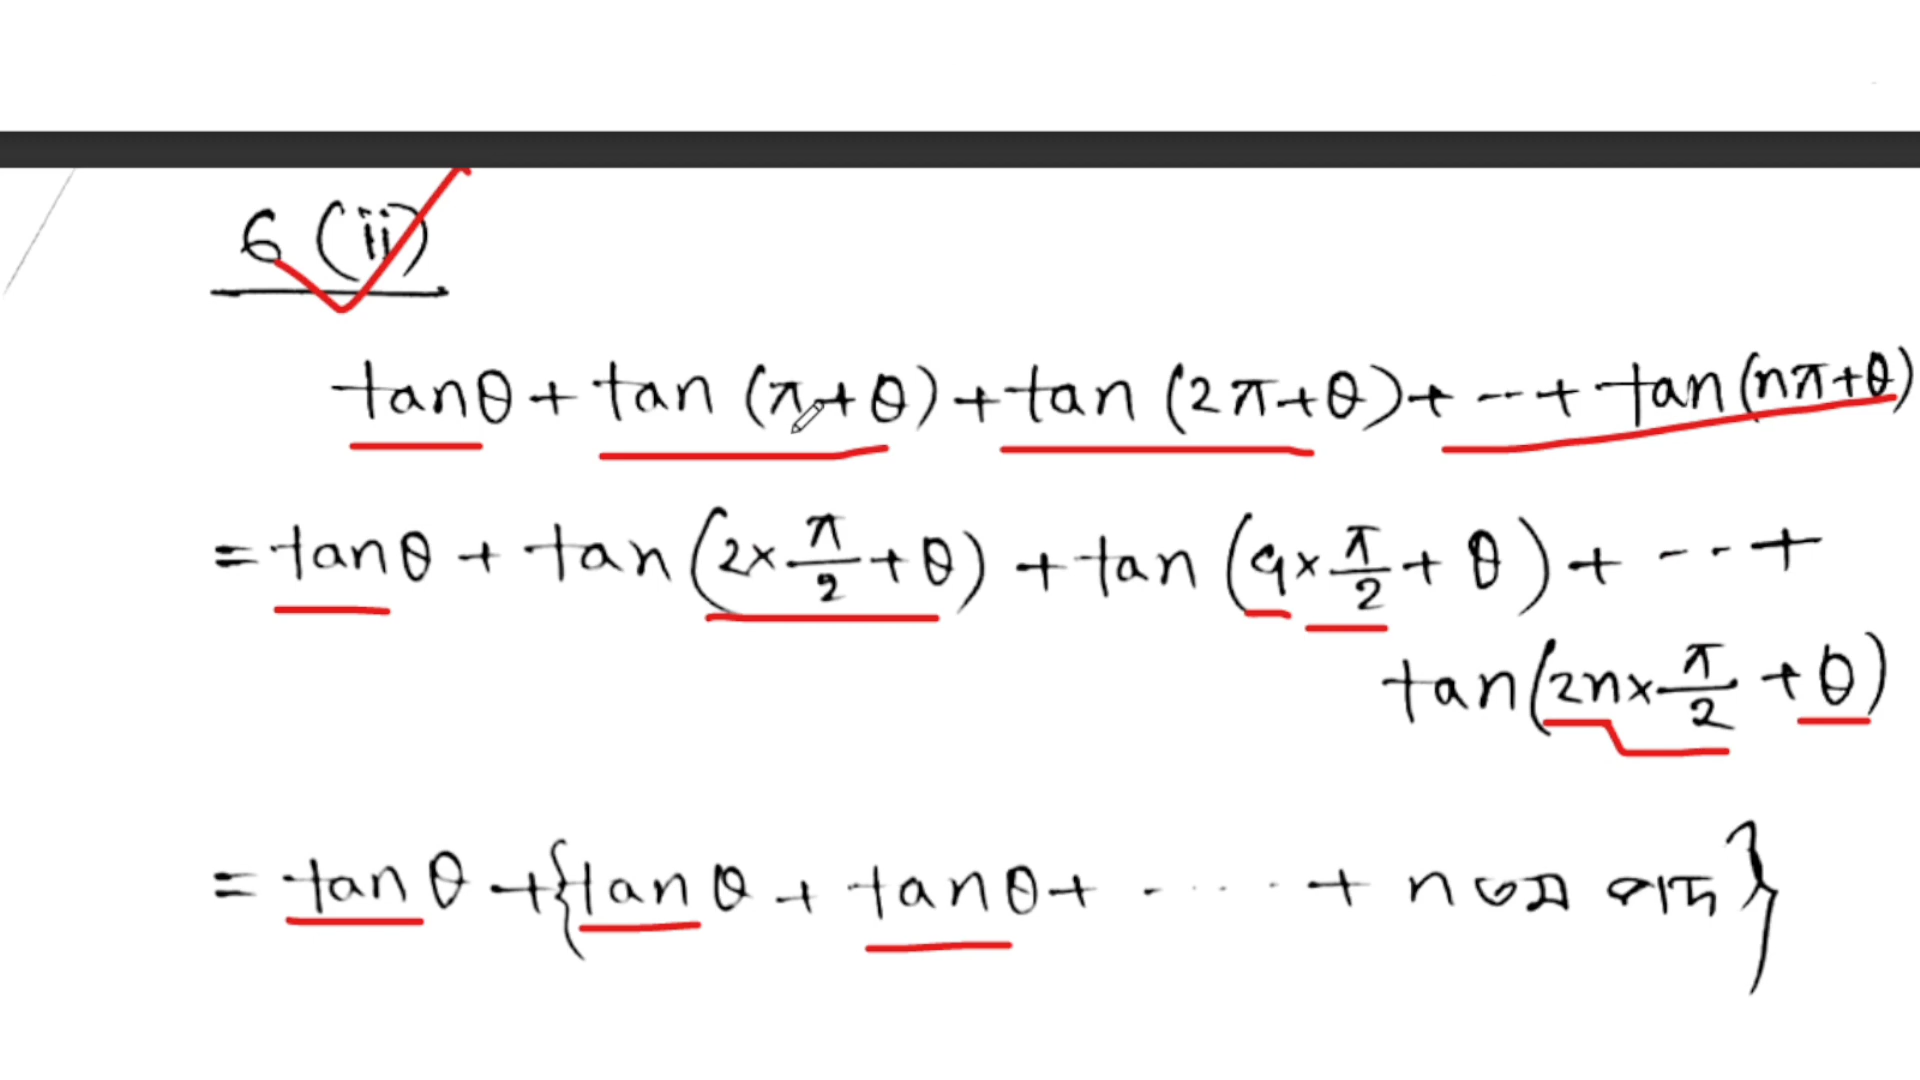 6 (ii)
tanθ + tan (π+θ) + tan (2π+θ) + --- + tan (nπ+θ)
= tanθ + tan (2×π/2+θ) + tan (4×π/2+θ) + --- +
tan(2n×π/2+θ)
= tanθ + {tanθ + tanθ + ..... + n তম পদ}